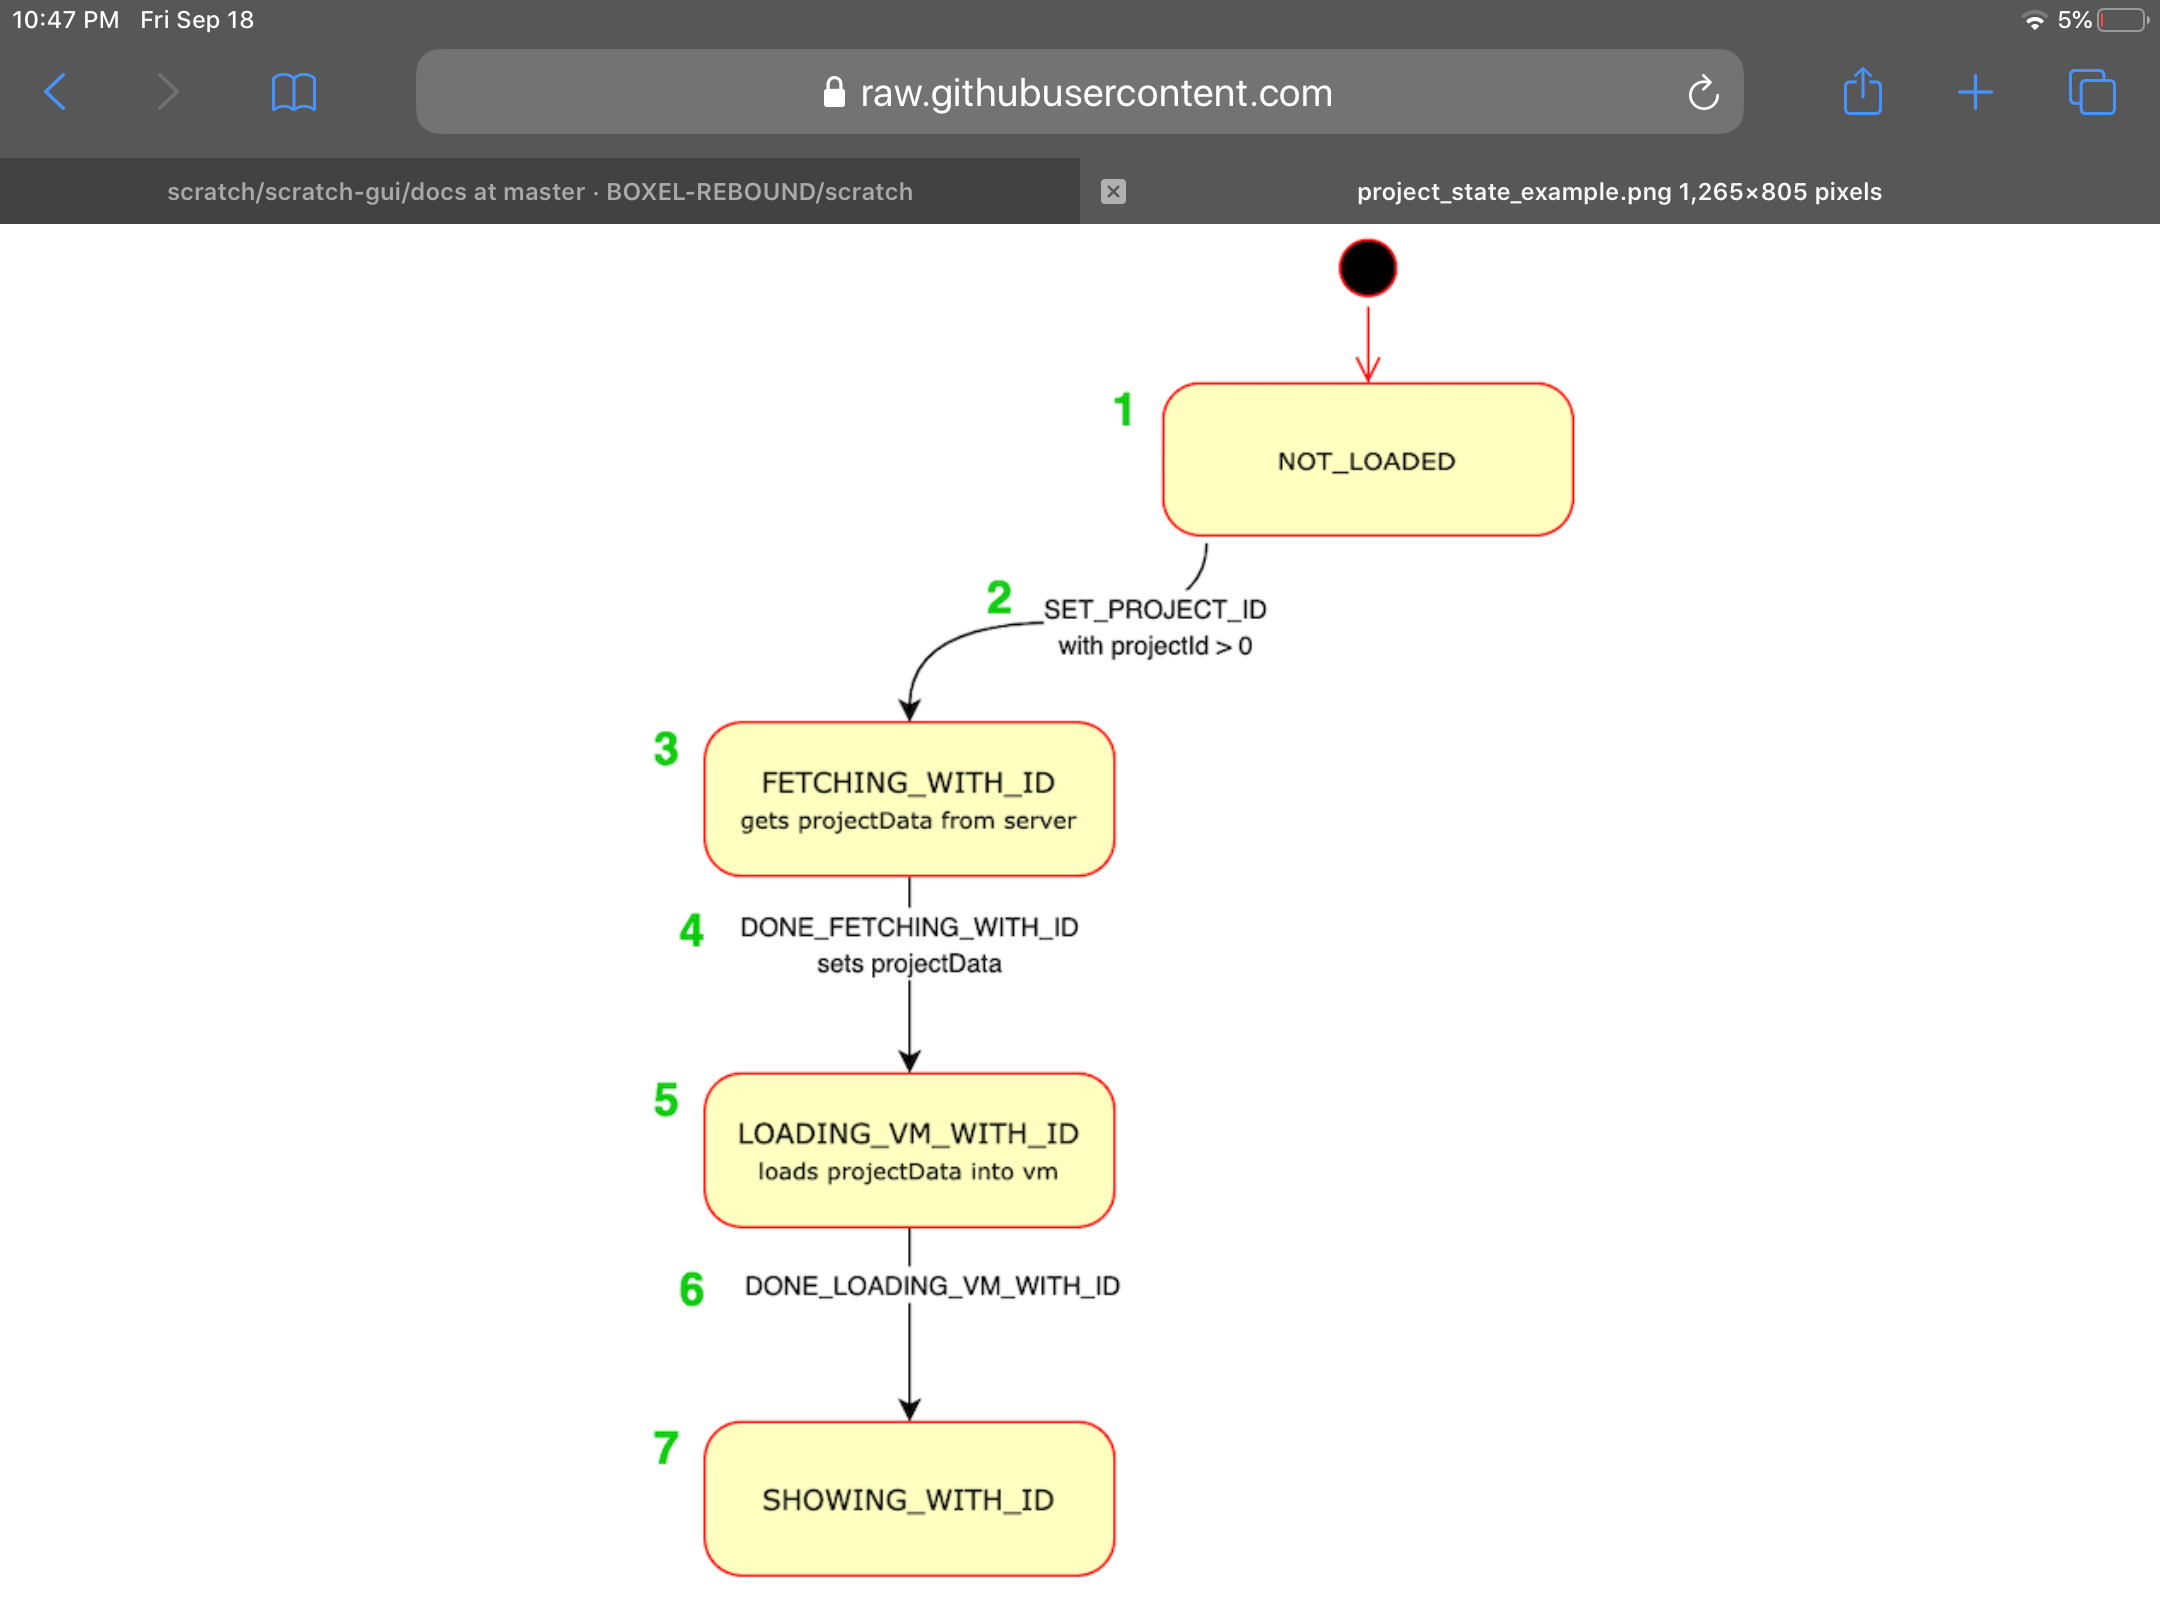 10:47 PM Fri Sep 18 5%
raw.githubusercontent.com
scratch/scratch-gui/docs at master · BOXEL-REBOUND/scratch
project_state_example.png 1,265×805 pixels
1
NOT_LOADED
2 SET_PROJECT_ID
with projectId > 0
3
FETCHING_WITH_ID
gets projectData from server
4 DONE_FETCHING_WITH_ID
sets projectData
5
LOADING_VM_WITH_ID
loads projectData into vm
6 DONE_LOADING_VM_WITH_ID
7
SHOWING_WITH_ID